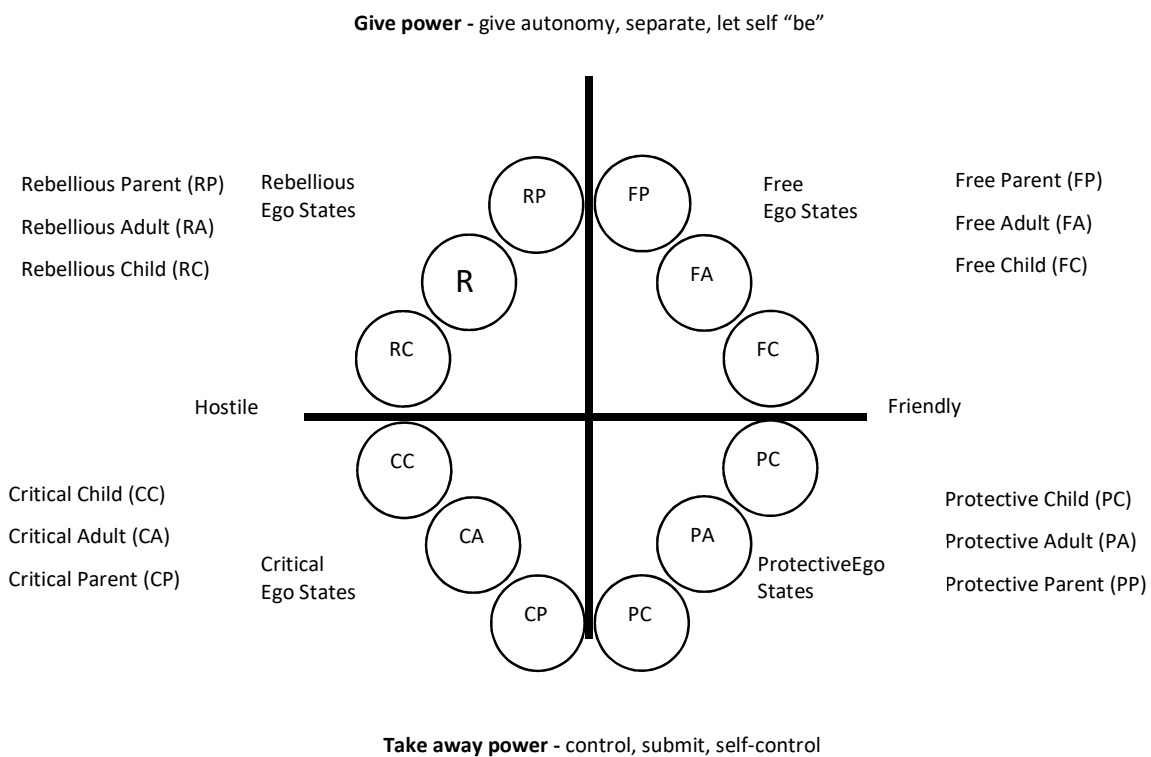 Give power - give autonomy, separate, let self “be”
Rebellious Parent (RP)
Rebellious Adult (RA)
Rebellious Child (RC)
Rebellious
Ego States
RP
FP
Free
Ego States
Free Parent (FP)
Free Adult (FA)
Free Child (FC)
R
FA
RC
FC
Hostile
Friendly
CC
PC
Critical Child (CC)
Critical Adult (CA)
Critical Parent (CP)
CA
PA
Protective Child (PC)
Protective Adult (PA)
Protective Parent (PP)
Critical
Ego States
ProtectiveEgo
States
CP
PC
Take away power - control, submit, self-control